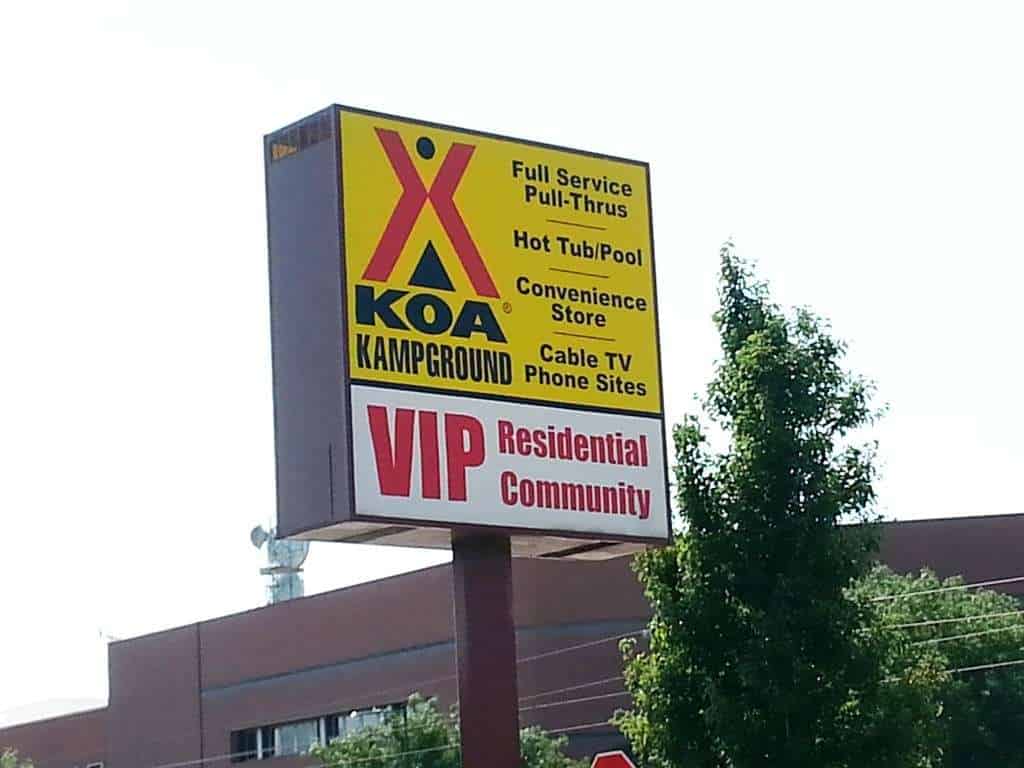 KOA®
KAMPGROUND
Full Service
Pull-Thrus
Hot Tub/Pool
Convenience
Store
Cable TV
Phone Sites
VIP
Residential
Community